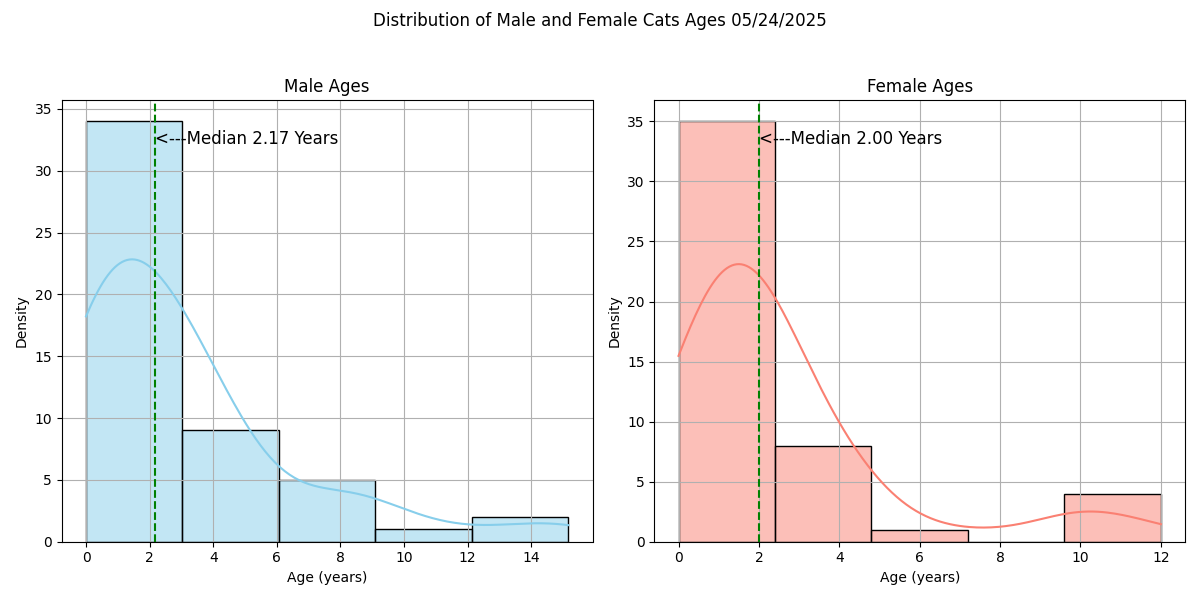 Distribution of Male and Female Cats Ages 05/24/2025
Male Ages
35
30
25
20
15
10
5
0
Density
<---Median 2.17 Years
0 2 4 6 8 10 12 14
Age (years)
Female Ages
35
30
25
20
15
10
5
0
Density
<---Median 2.00 Years
0 2 4 6 8 10 12
Age (years)